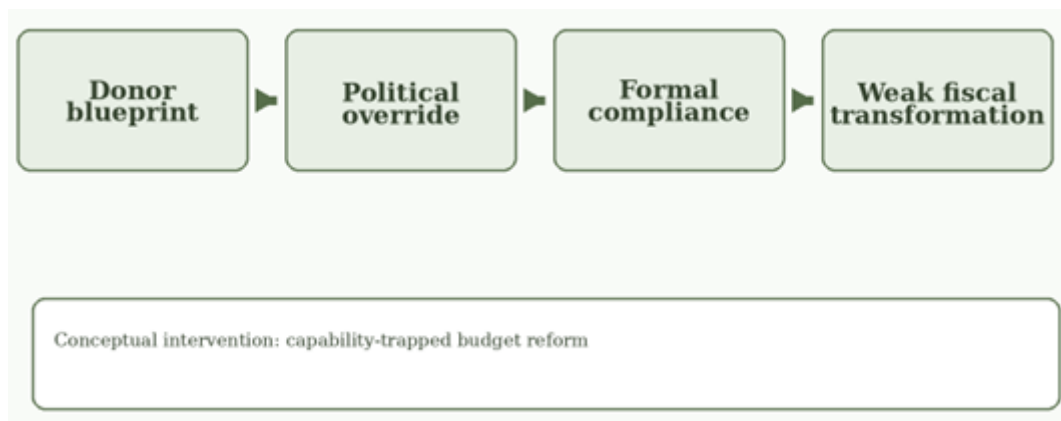 Donor
blueprint
Political
override
Formal
compliance
Weak fiscal
transformation
Conceptual intervention: capability-trapped budget reform